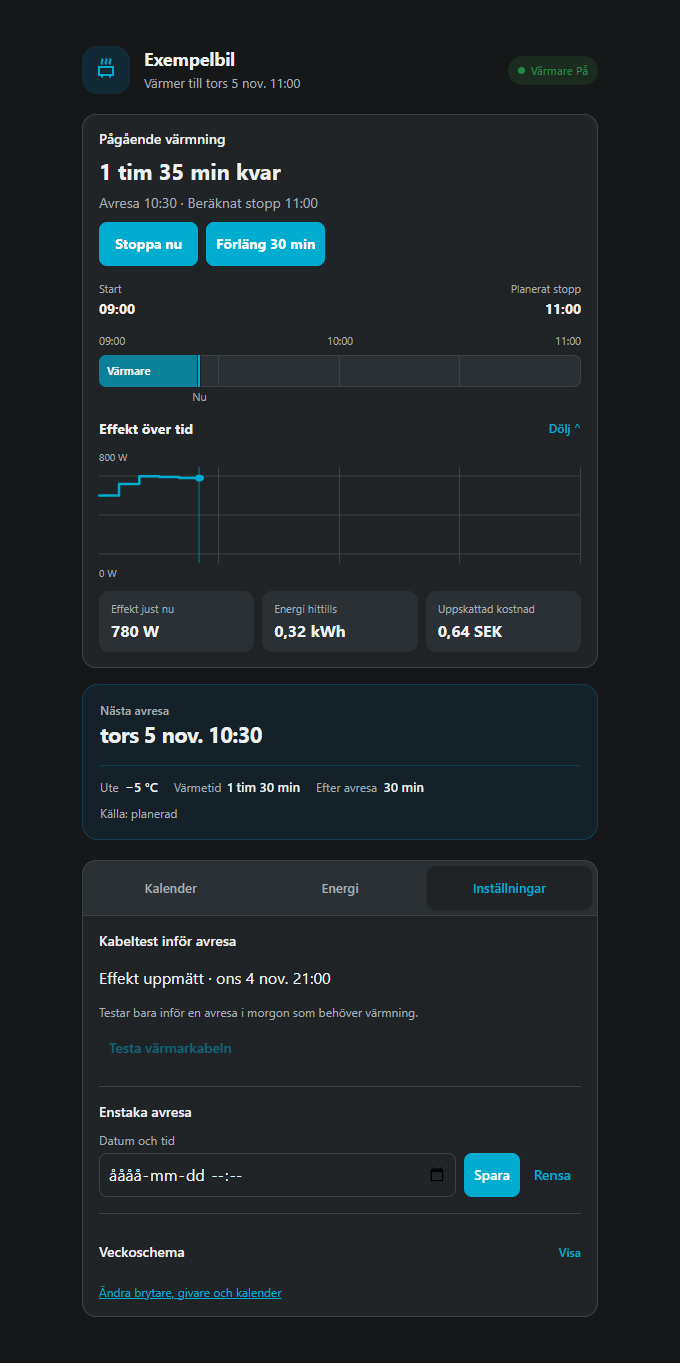 Exempelbil
Värmer till tors 5 nov. 11:00
Värmare På
Pågående värmning
1 tim 35 min kvar
Avresa 10:30 · Beräknat stopp 11:00
Stoppa nu
Förläng 30 min
Start
Planerat stopp
09:00
11:00
09:00
10:00
11:00
Värmare
Nu
Effekt över tid
Dölj ^
800 W
0 W
Effekt just nu
Energi hittills
Uppskattad kostnad
780 W
0,32 kWh
0,64 SEK
Nästa avresa
tors 5 nov. 10:30
Ute −5 °C Värmetid 1 tim 30 min Efter avresa 30 min
Källa: planerad
Kalender
Energi
Inställningar
Kabeltest inför avresa
Effekt uppmätt · ons 4 nov. 21:00
Testar bara inför en avresa i morgon som behöver värmning.
Testa värmarkabeln
Enstaka avresa
Datum och tid
åååå-mm-dd --:--
Spara
Rensa
Veckoschema
Visa
Ändra brytare, givare och kalender